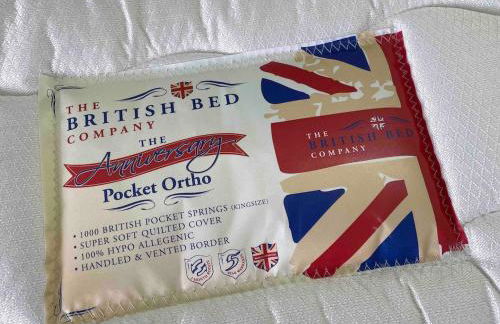 THE
BRITISH BED
COMPANY
THE
Anniversary
Pocket Ortho
• 1000 BRITISH POCKET SPRINGS (KINGSIZE)
• SUPER SOFT QUILTED COVER
• 100% HYPO ALLEGENIC
• HANDLED & VENTED BORDER
THE
BRITISH BED
COMPANY
5